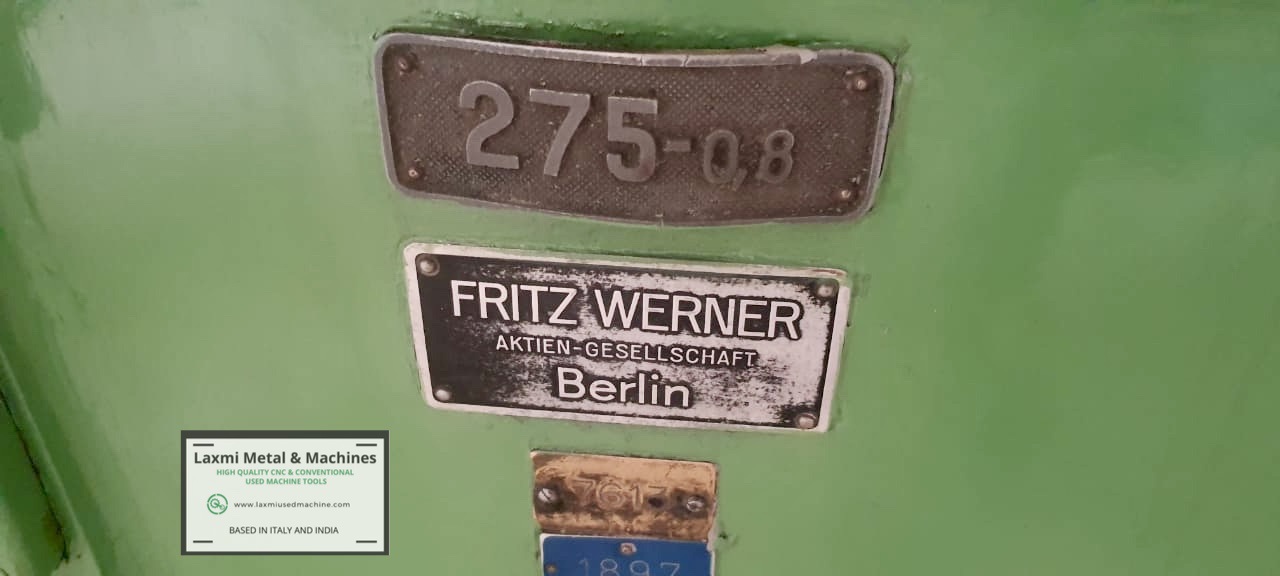 275-0,8
FRITZ WERNER
AKTIEN-GESELLSCHAFT
Berlin
1897
Laxmi Metal & Machines
HIGH QUALITY CNC & CONVENTIONAL
USED MACHINE TOOLS
www.laxmiusedmachine.com
BASED IN ITALY AND INDIA